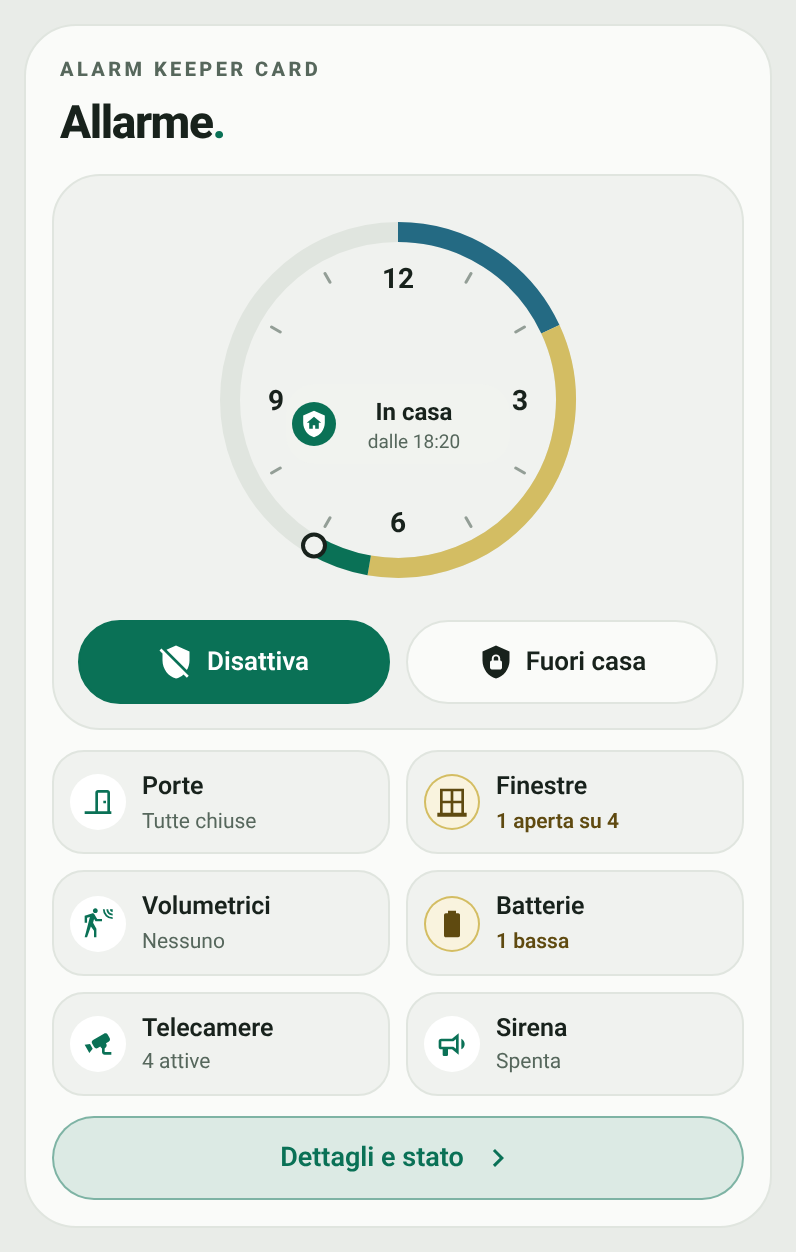 ALARM KEEPER CARD
Allarme.
12
9
3
In casa
dalle 18:20
6
Disattiva
Fuori casa
Porte
Tutte chiuse
Finestre
1 aperta su 4
Volumetrici
Nessuno
Batterie
1 bassa
Telecamere
4 attive
Sirena
Spenta
Dettagli e stato